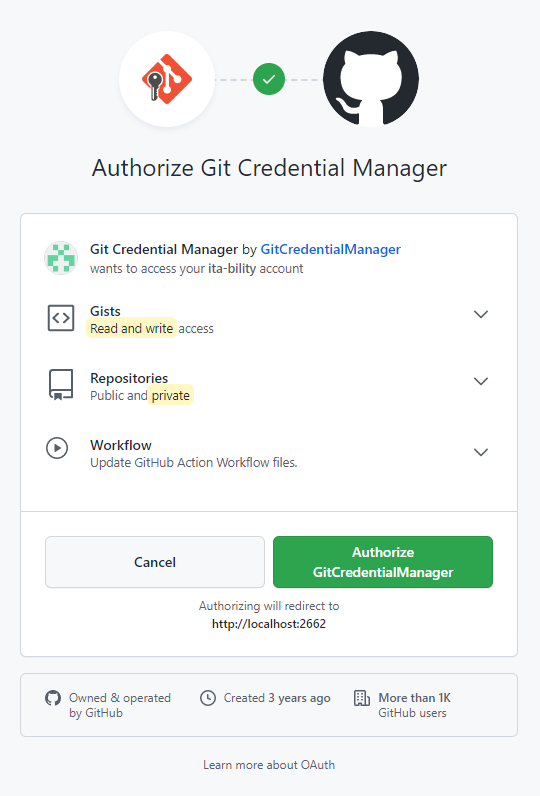 Authorize Git Credential Manager
Git Credential Manager by GitCredentialManager
wants to access your ita-bility account
Gists
Read and write access
Repositories
Public and private
Workflow
Update GitHub Action Workflow files.
Cancel
Authorize
GitCredentialManager
Authorizing will redirect to
http://localhost:2662
Owned & operated
by GitHub
Created 3 years ago
More than 1K
GitHub users
Learn more about OAuth